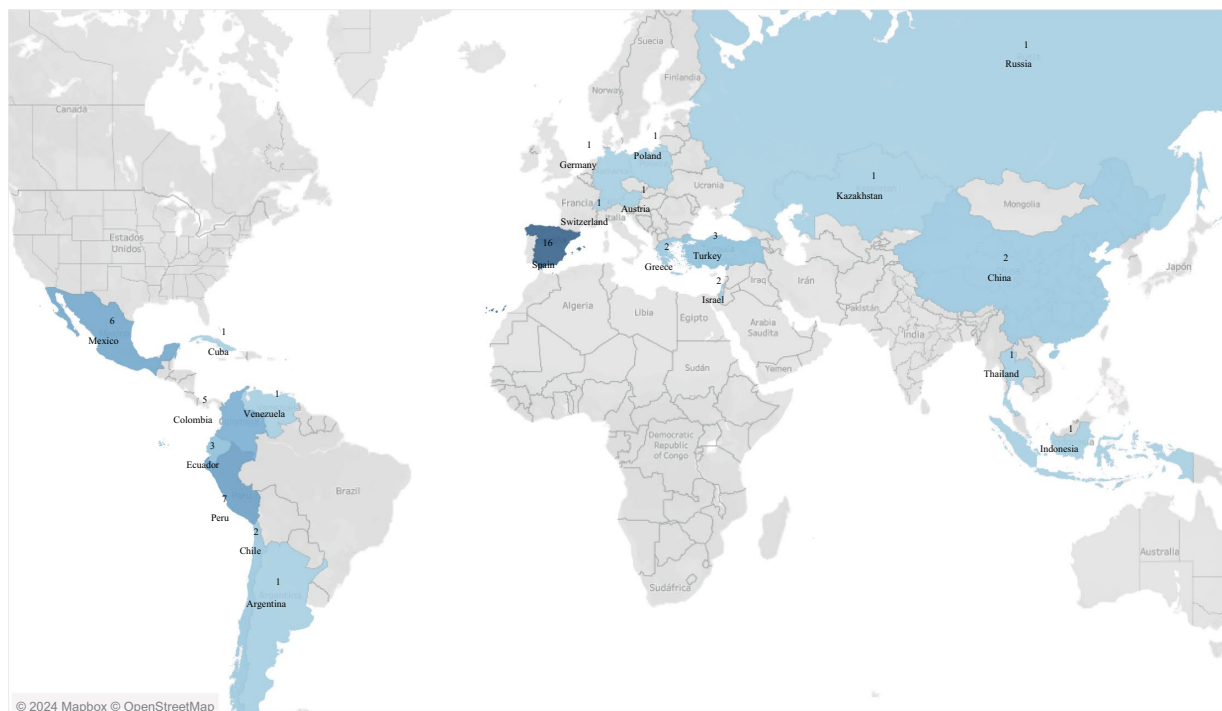 1
Russia
Suecia
Finlandia
Norway
Canadá
1
Germany
1
Poland
Ucrania
1
Kazakhstan
Mongolia
1
Austria
Francia
1
Switzerland
Italia
Estados
Unidos
16
Spain
2
Greece
3
Turkey
2
China
Japón
2
Israel
Iraq
Irán
Pakistán
Argelia
Libia
Egipto
Arabia
Saudita
India
6
Mexico
1
Cuba
1
Thailand
Sudán
Yemen
5
Colombia
1
Venezuela
3
Ecuador
Democratic
Republic
of Congo
1
Indonesia
Brazil
7
Peru
2
Chile
Australia
1
Argentina
Argentina
Sudáfrica
© 2024 Mapbox © OpenStreetMap